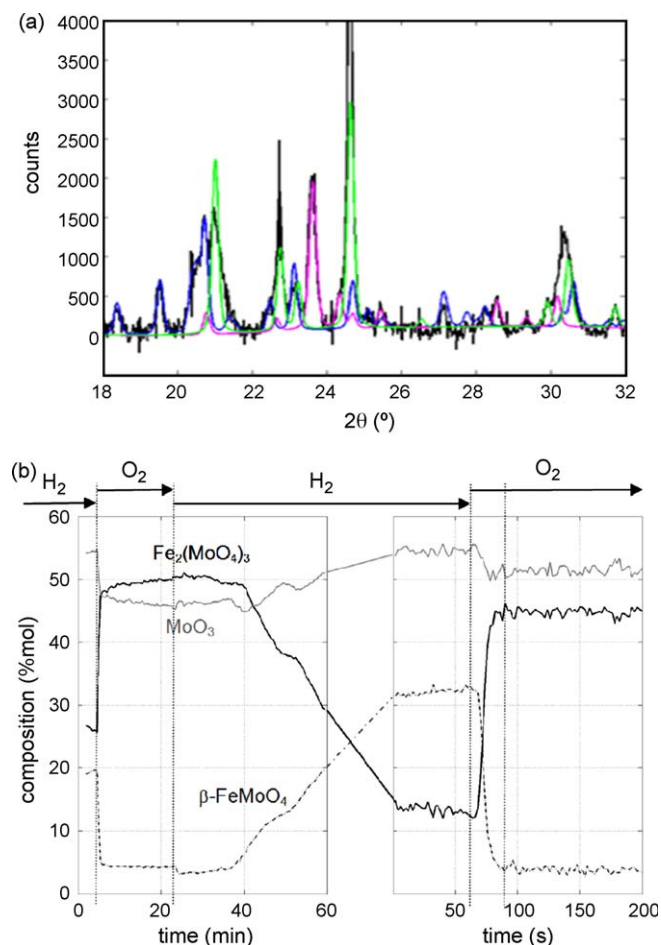 (a)
4000
3500
3000
2500
2000
1500
1000
500
0
counts
18 20 22 24 26 28 30 32
2θ (º)
(b)
H₂ O₂ H₂ O₂
60
50
40
30
20
10
0
composition (%mol)
Fe₂(MoO₄)₃
MoO₃
β-FeMoO₄
0 20 40 60 50 100 150 200
time (min) time (s)